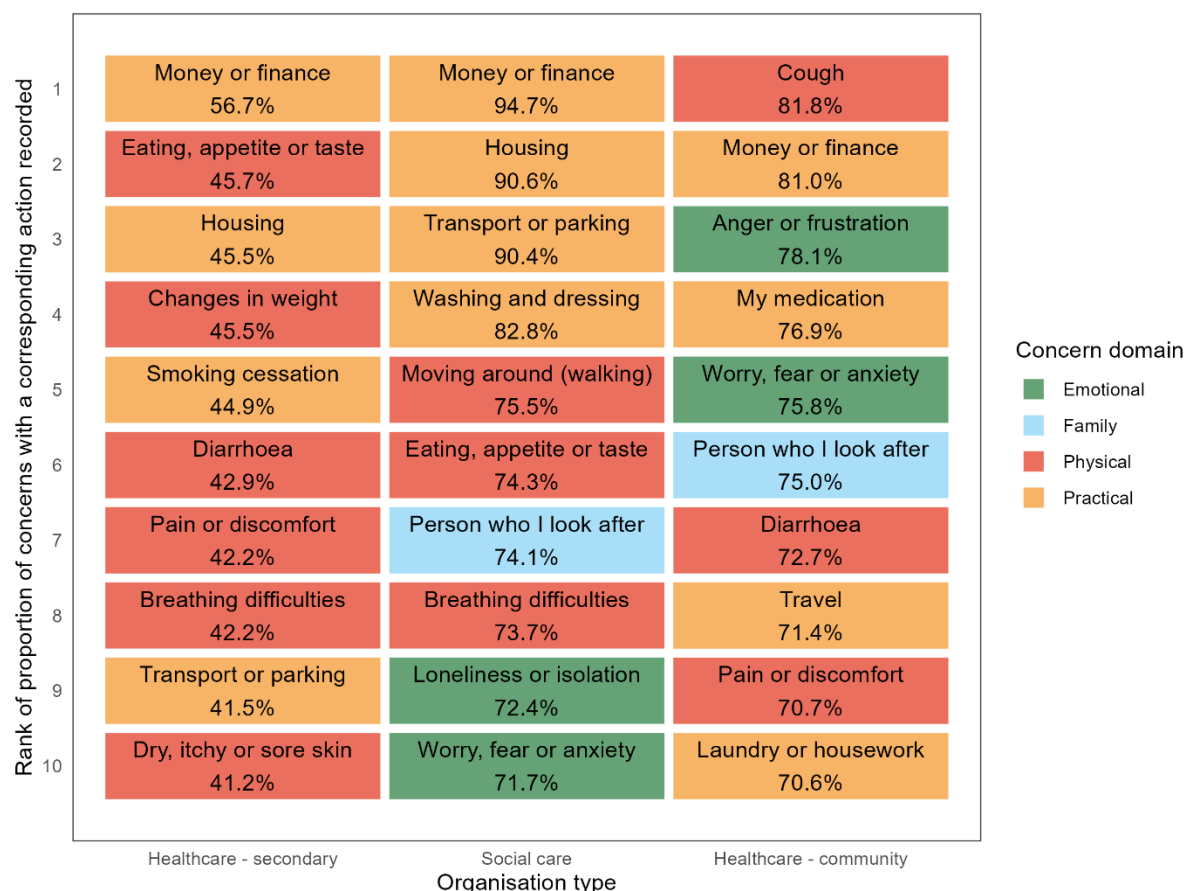 Rank of proportion of concerns with a corresponding action recorded
1
Money or finance
56.7%
Money or finance
94.7%
Cough
81.8%
2
Eating, appetite or taste
45.7%
Housing
90.6%
Money or finance
81.0%
3
Housing
45.5%
Transport or parking
90.4%
Anger or frustration
78.1%
4
Changes in weight
45.5%
Washing and dressing
82.8%
My medication
76.9%
5
Smoking cessation
44.9%
Moving around (walking)
75.5%
Worry, fear or anxiety
75.8%
6
Diarrhoea
42.9%
Eating, appetite or taste
74.3%
Person who I look after
75.0%
7
Pain or discomfort
42.2%
Person who I look after
74.1%
Diarrhoea
72.7%
8
Breathing difficulties
42.2%
Breathing difficulties
73.7%
Travel
71.4%
9
Transport or parking
41.5%
Loneliness or isolation
72.4%
Pain or discomfort
70.7%
10
Dry, itchy or sore skin
41.2%
Worry, fear or anxiety
71.7%
Laundry or housework
70.6%
Healthcare - secondary
Social care
Healthcare - community
Organisation type
Concern domain
Emotional
Family
Physical
Practical